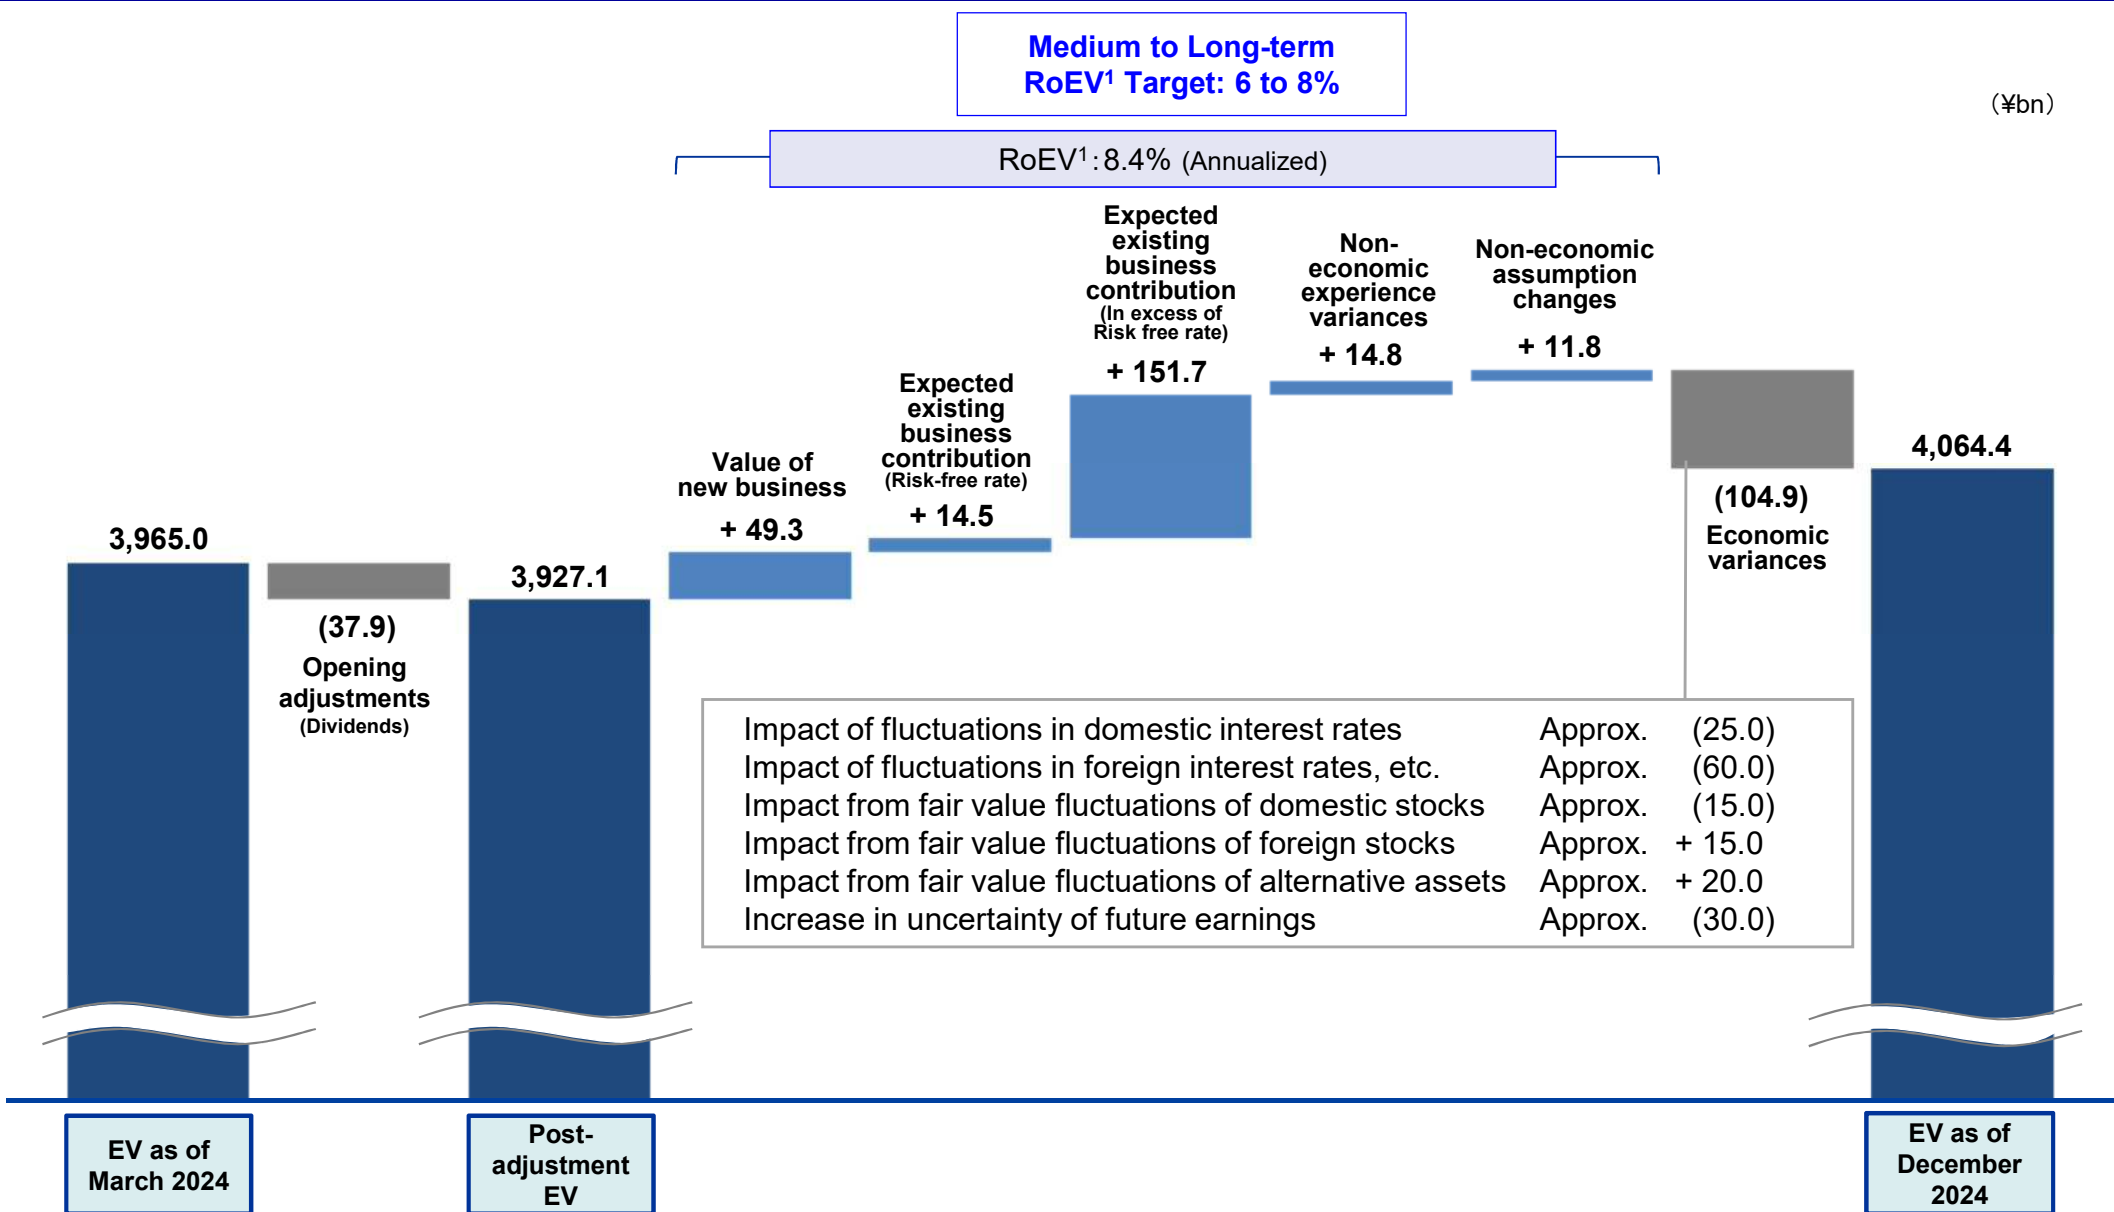 Medium to Long-term
RoEV¹ Target: 6 to 8%
（¥bn）
RoEV¹：8.4% (Annualized)
3,965.0
(37.9)
Opening
adjustments
(Dividends)
3,927.1
Value of
new business
+ 49.3
Expected
existing
business
contribution
(Risk-free rate)
+ 14.5
Expected
existing
business
contribution
(In excess of
Risk free rate)
+ 151.7
Non-
economic
experience
variances
+ 14.8
Non-economic
assumption
changes
+ 11.8
(104.9)
Economic
variances
4,064.4
Impact of fluctuations in domestic interest rates Approx. (25.0)
Impact of fluctuations in foreign interest rates, etc. Approx. (60.0)
Impact from fair value fluctuations of domestic stocks Approx. (15.0)
Impact from fair value fluctuations of foreign stocks Approx. + 15.0
Impact from fair value fluctuations of alternative assets Approx. + 20.0
Increase in uncertainty of future earnings Approx. (30.0)
EV as of
March 2024
Post-
adjustment
EV
EV as of
December
2024